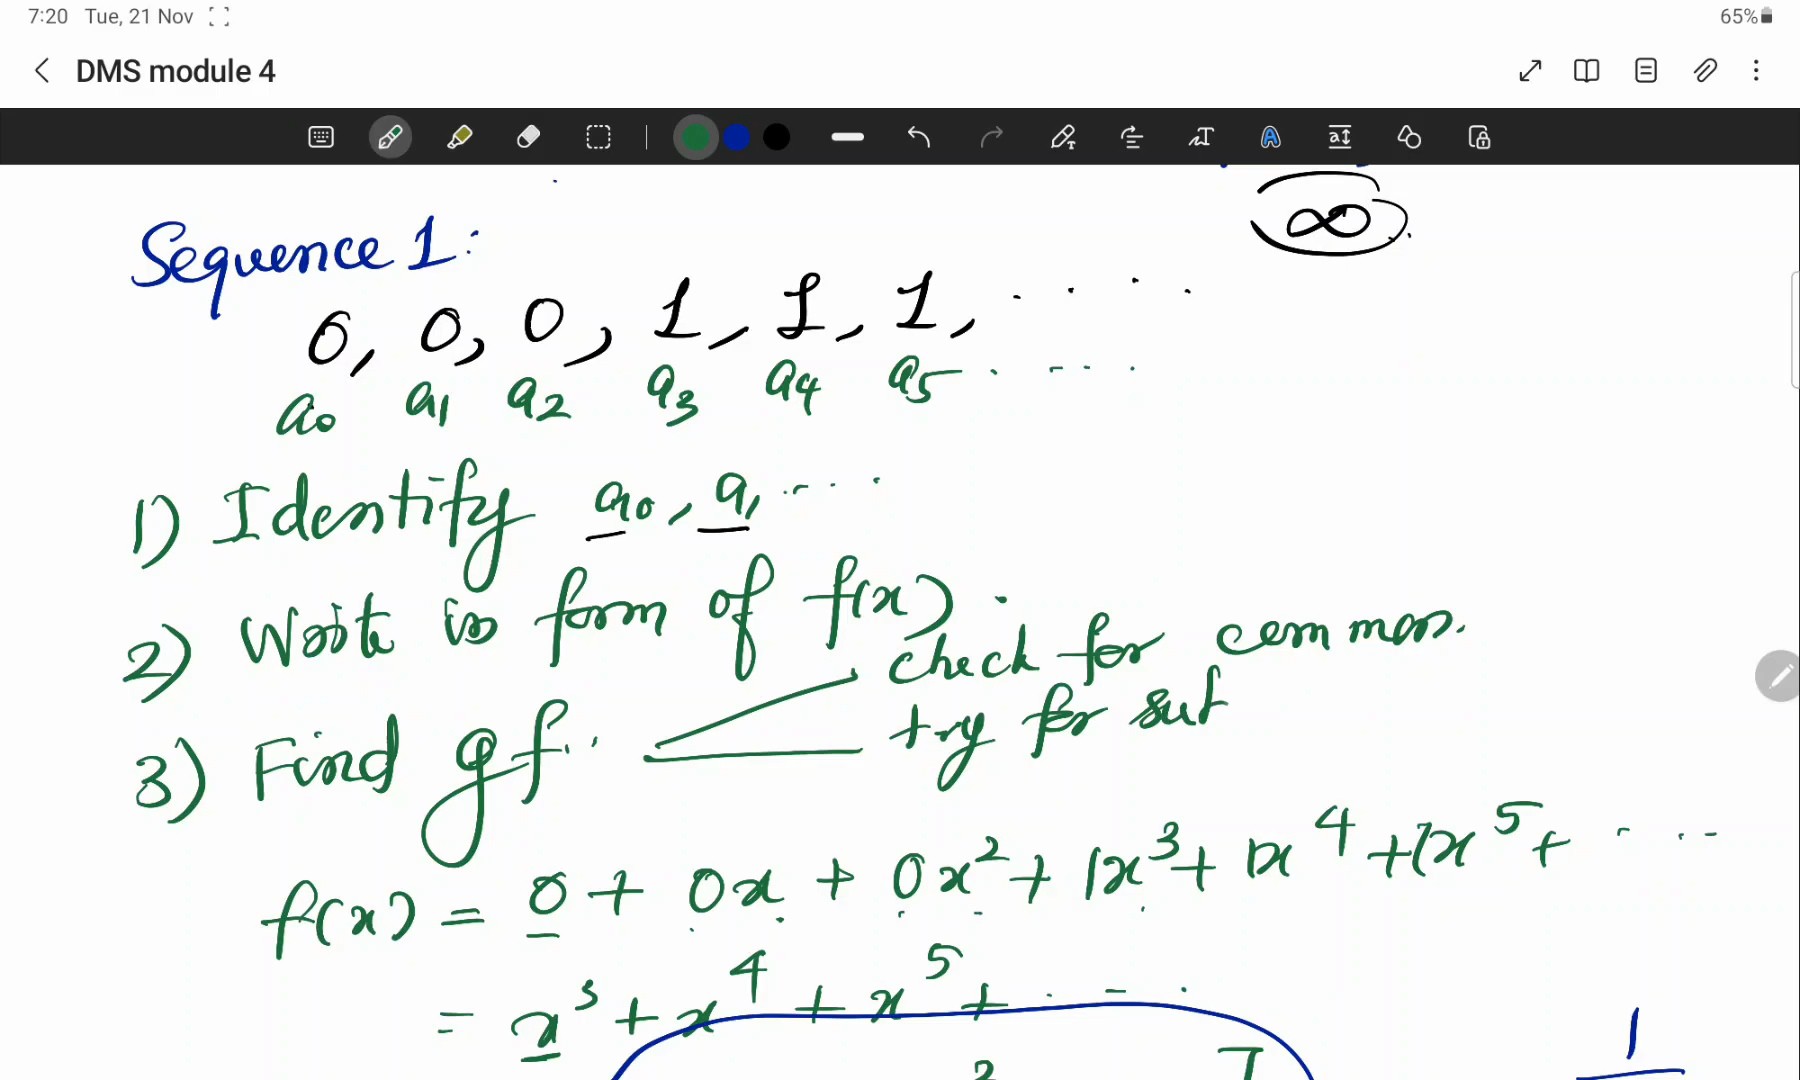 7:20 Tue, 21 Nov 65%
DMS module 4
∞
Sequence 1:
0, 0, 0, 1, 1, 1, . . . .
a0 a1 a2 a3 a4 a5 - . - - .
1) Identify a0, a1 ....
2) Write in form of f(x).
check for common.
3) Find gf..
try for sub
f(x) = 0 + 0x + 0x² + 1x³ + 1x⁴ + 1x⁵ + . . .
= x³ + x⁴ + x⁵ + . - .
1